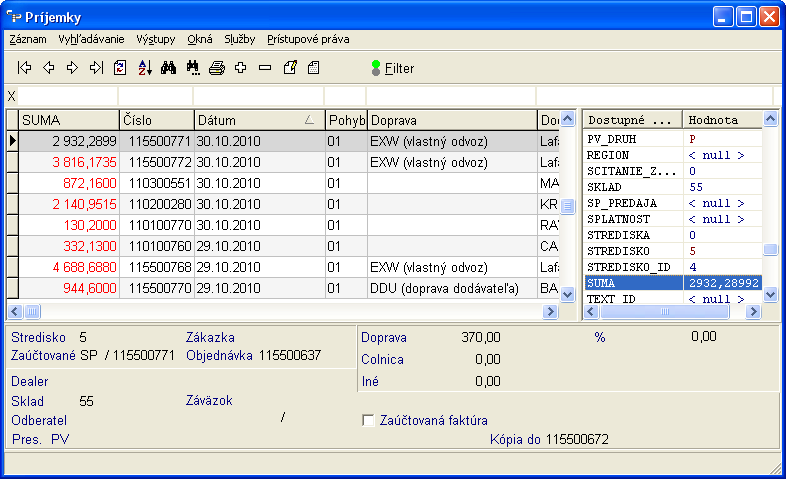 Príjemky
Záznam Vyhľadávanie Výstupy Okná Služby Prístupové práva
Filter
X
SUMA Číslo Dátum Pohyb Doprava Doc
2 932,2899 115500771 30.10.2010 01 EXW (vlastný odvoz) Lafa
3 816,1735 115500772 30.10.2010 01 EXW (vlastný odvoz) Lafa
872,1600 110300551 30.10.2010 01 MA
2 140,9515 110200280 30.10.2010 01 KR
130,2000 110100770 30.10.2010 01 RA
332,1300 110100760 29.10.2010 01 CA
4 688,6880 115500768 29.10.2010 01 EXW (vlastný odvoz) Lafa
944,6000 115500770 29.10.2010 01 DDU (doprava dodávateľa) BA
Dostupné ... Hodnota
PV_DRUH P
REGION < null >
SCITANIE_Z... 0
SKLAD 55
SP_PREDAJA < null >
SPLATNOST < null >
STREDISKA 0
STREDISKO 5
STREDISKO_ID 4
SUMA 2932,28992
TEXT_ID < null >
Stredisko 5 Zákazka
Zaúčtované SP / 115500771 Objednávka 115500637
Dealer
Sklad 55 Záväzok
Odberatel /
Pres. PV
Doprava 370,00 % 0,00
Colnica 0,00
Iné 0,00
Zaúčtovaná faktúra
Kópia do 115500672